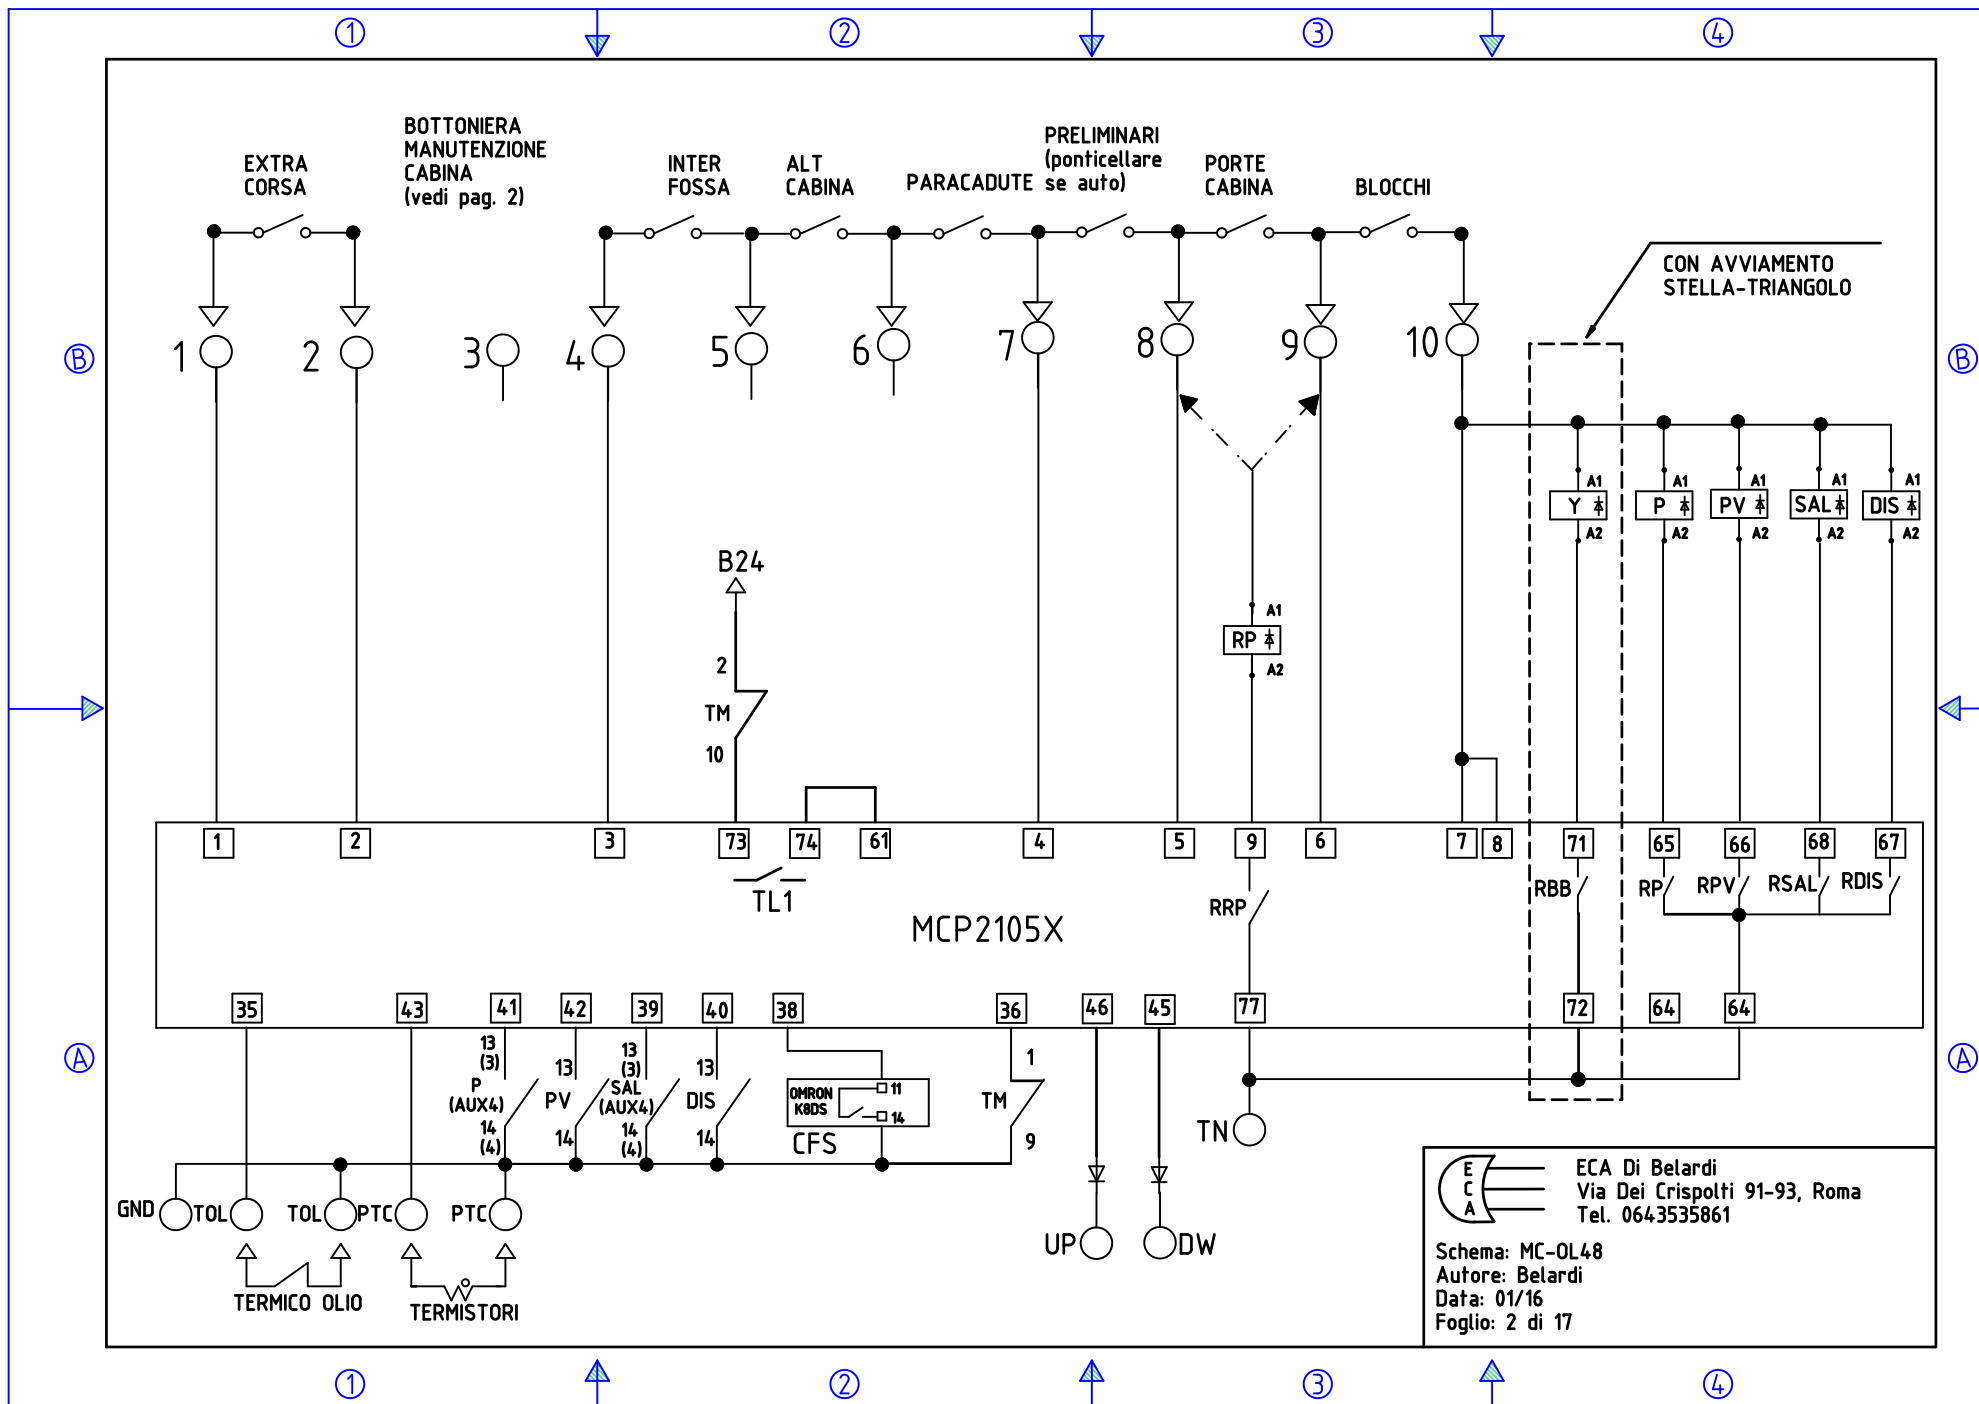 1 2 3 4
BOTTONIERA
MANUTENZIONE
CABINA
(vedi pag. 2)
EXTRA
CORSA
INTER
FOSSA
ALT
CABINA
PARACADUTE
PRELIMINARI
(ponticellare
se auto)
PORTE
CABINA
BLOCCHI
CON AVVIAMENTO
STELLA-TRIANGOLO
B
1 2 3 4 5 6 7 8 9 10
B
A1 A1 A1 A1 A1
Y P PV SAL DIS
A2 A2 A2 A2 A2
B24
A1
RP
A2
2
TM
10
1 2 3 73 74 61 4 5 9 6 7 8 71 65 66 68 67
TL1
RRP
RBB RP RPV RSAL RDIS
MCP2105X
35 43 41 42 39 40 38 36 46 45 77 72 64 64
A
13
(3)
P
(AUX4)
14
(4)
13
PV
14
13
(3)
SAL
(AUX4)
14
(4)
13
DIS
14
OMRON
K8DS
11
14
CFS
1
TM
9
TN
A
GND TOL TOL PTC PTC
UP DW
TERMICO OLIO
TERMISTORI
E
C
A
ECA Di Belardi
Via Dei Crispolti 91-93, Roma
Tel. 0643535861
Schema: MC-OL48
Autore: Belardi
Data: 01/16
Foglio: 2 di 17
1 2 3 4